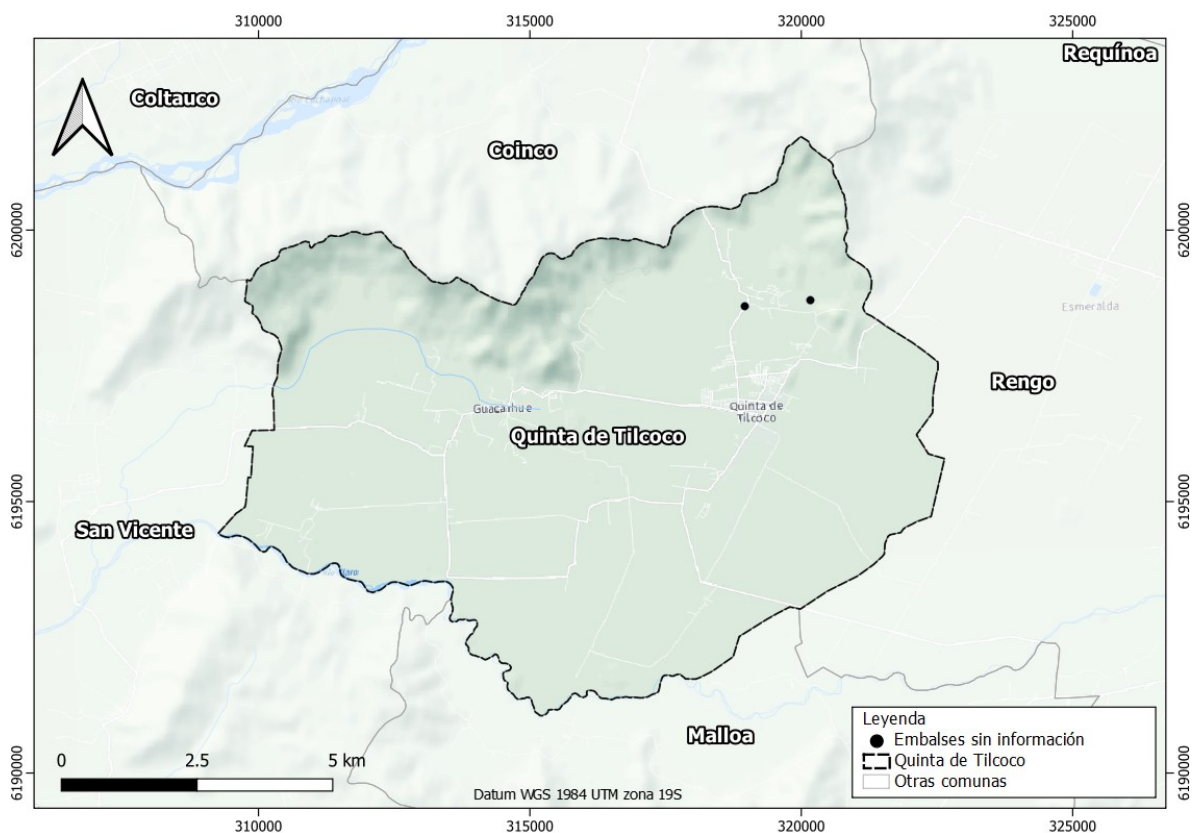 310000
315000
320000
325000
Requínoa
Coltauco
Coinco
6200000
6200000
Esmeralda
Rengo
Guacarhue
Quinta de
Tilcoco
Quinta de Tilcoco
6195000
6195000
San Vicente
Malloa
Leyenda
Embalses sin información
Quinta de Tilcoco
Otras comunas
0
2.5
5 km
Datum WGS 1984 UTM zona 19S
6190000
6190000
310000
315000
320000
325000